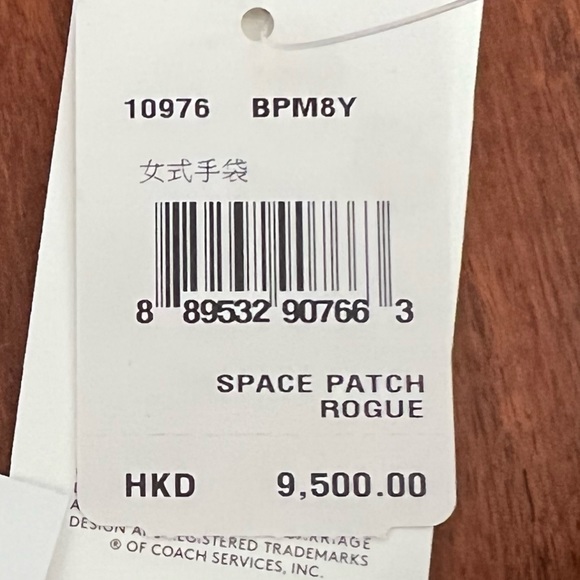 10976 BPM8Y
女式手袋
8 89532 90766 3
SPACE PATCH
ROGUE
HKD 9,500.00
DESIGN REGISTERED TRADEMARKS
® OF COACH SERVICES, INC.